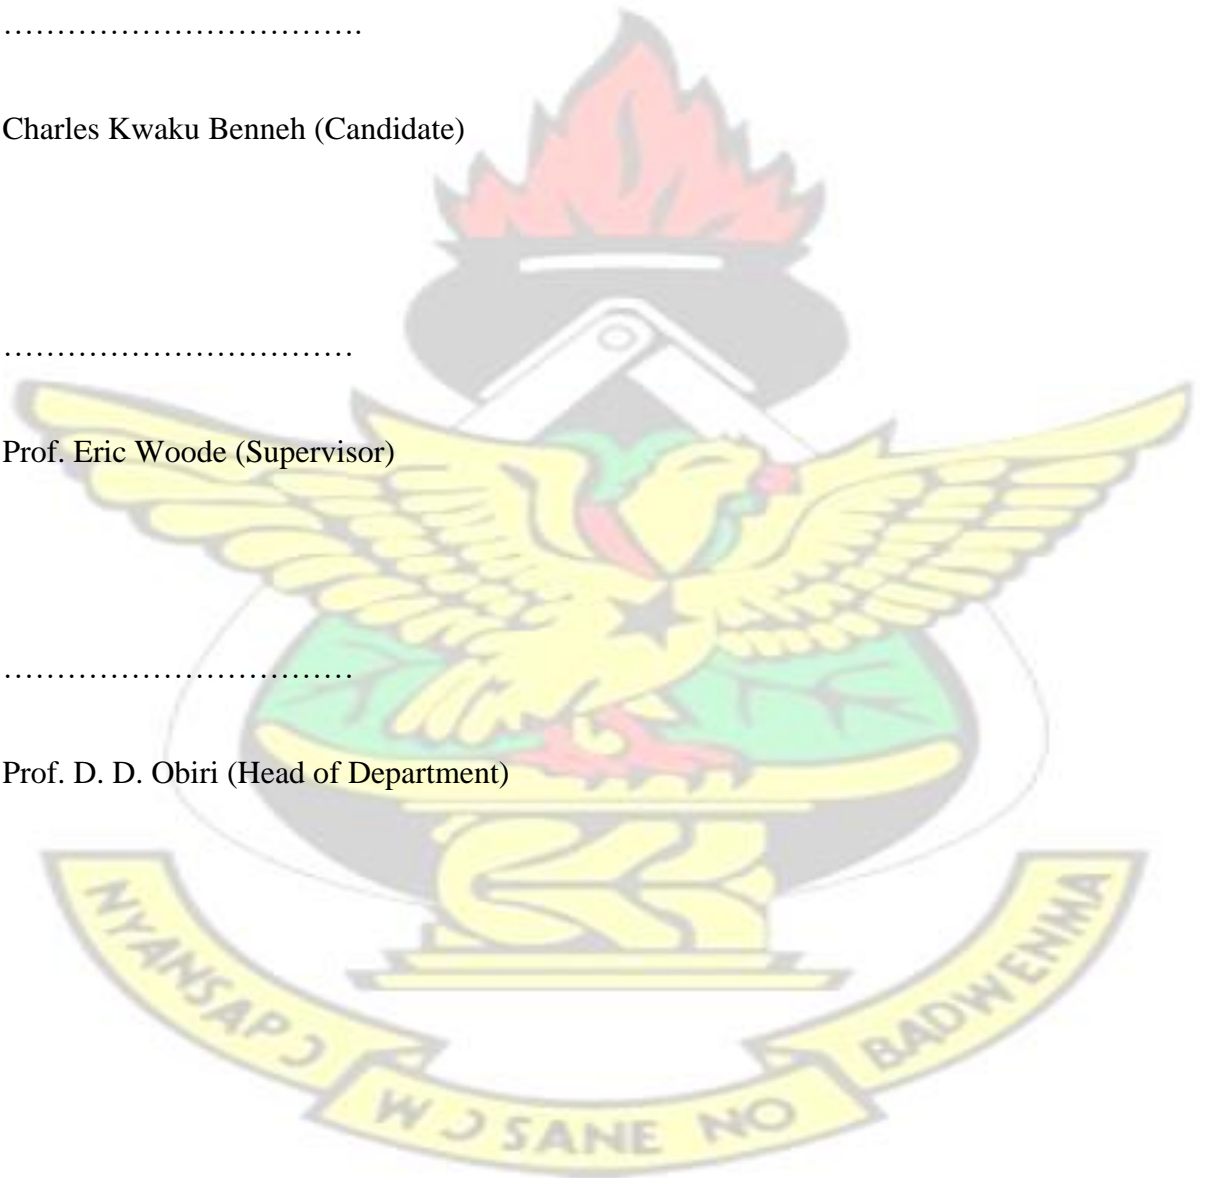 ……………………………….
Charles Kwaku Benneh (Candidate)
……………………………
Prof. Eric Woode (Supervisor)
……………………………
Prof. D. D. Obiri (Head of Department)
NYANSAPƆ WƆSANE NO BADWENMA